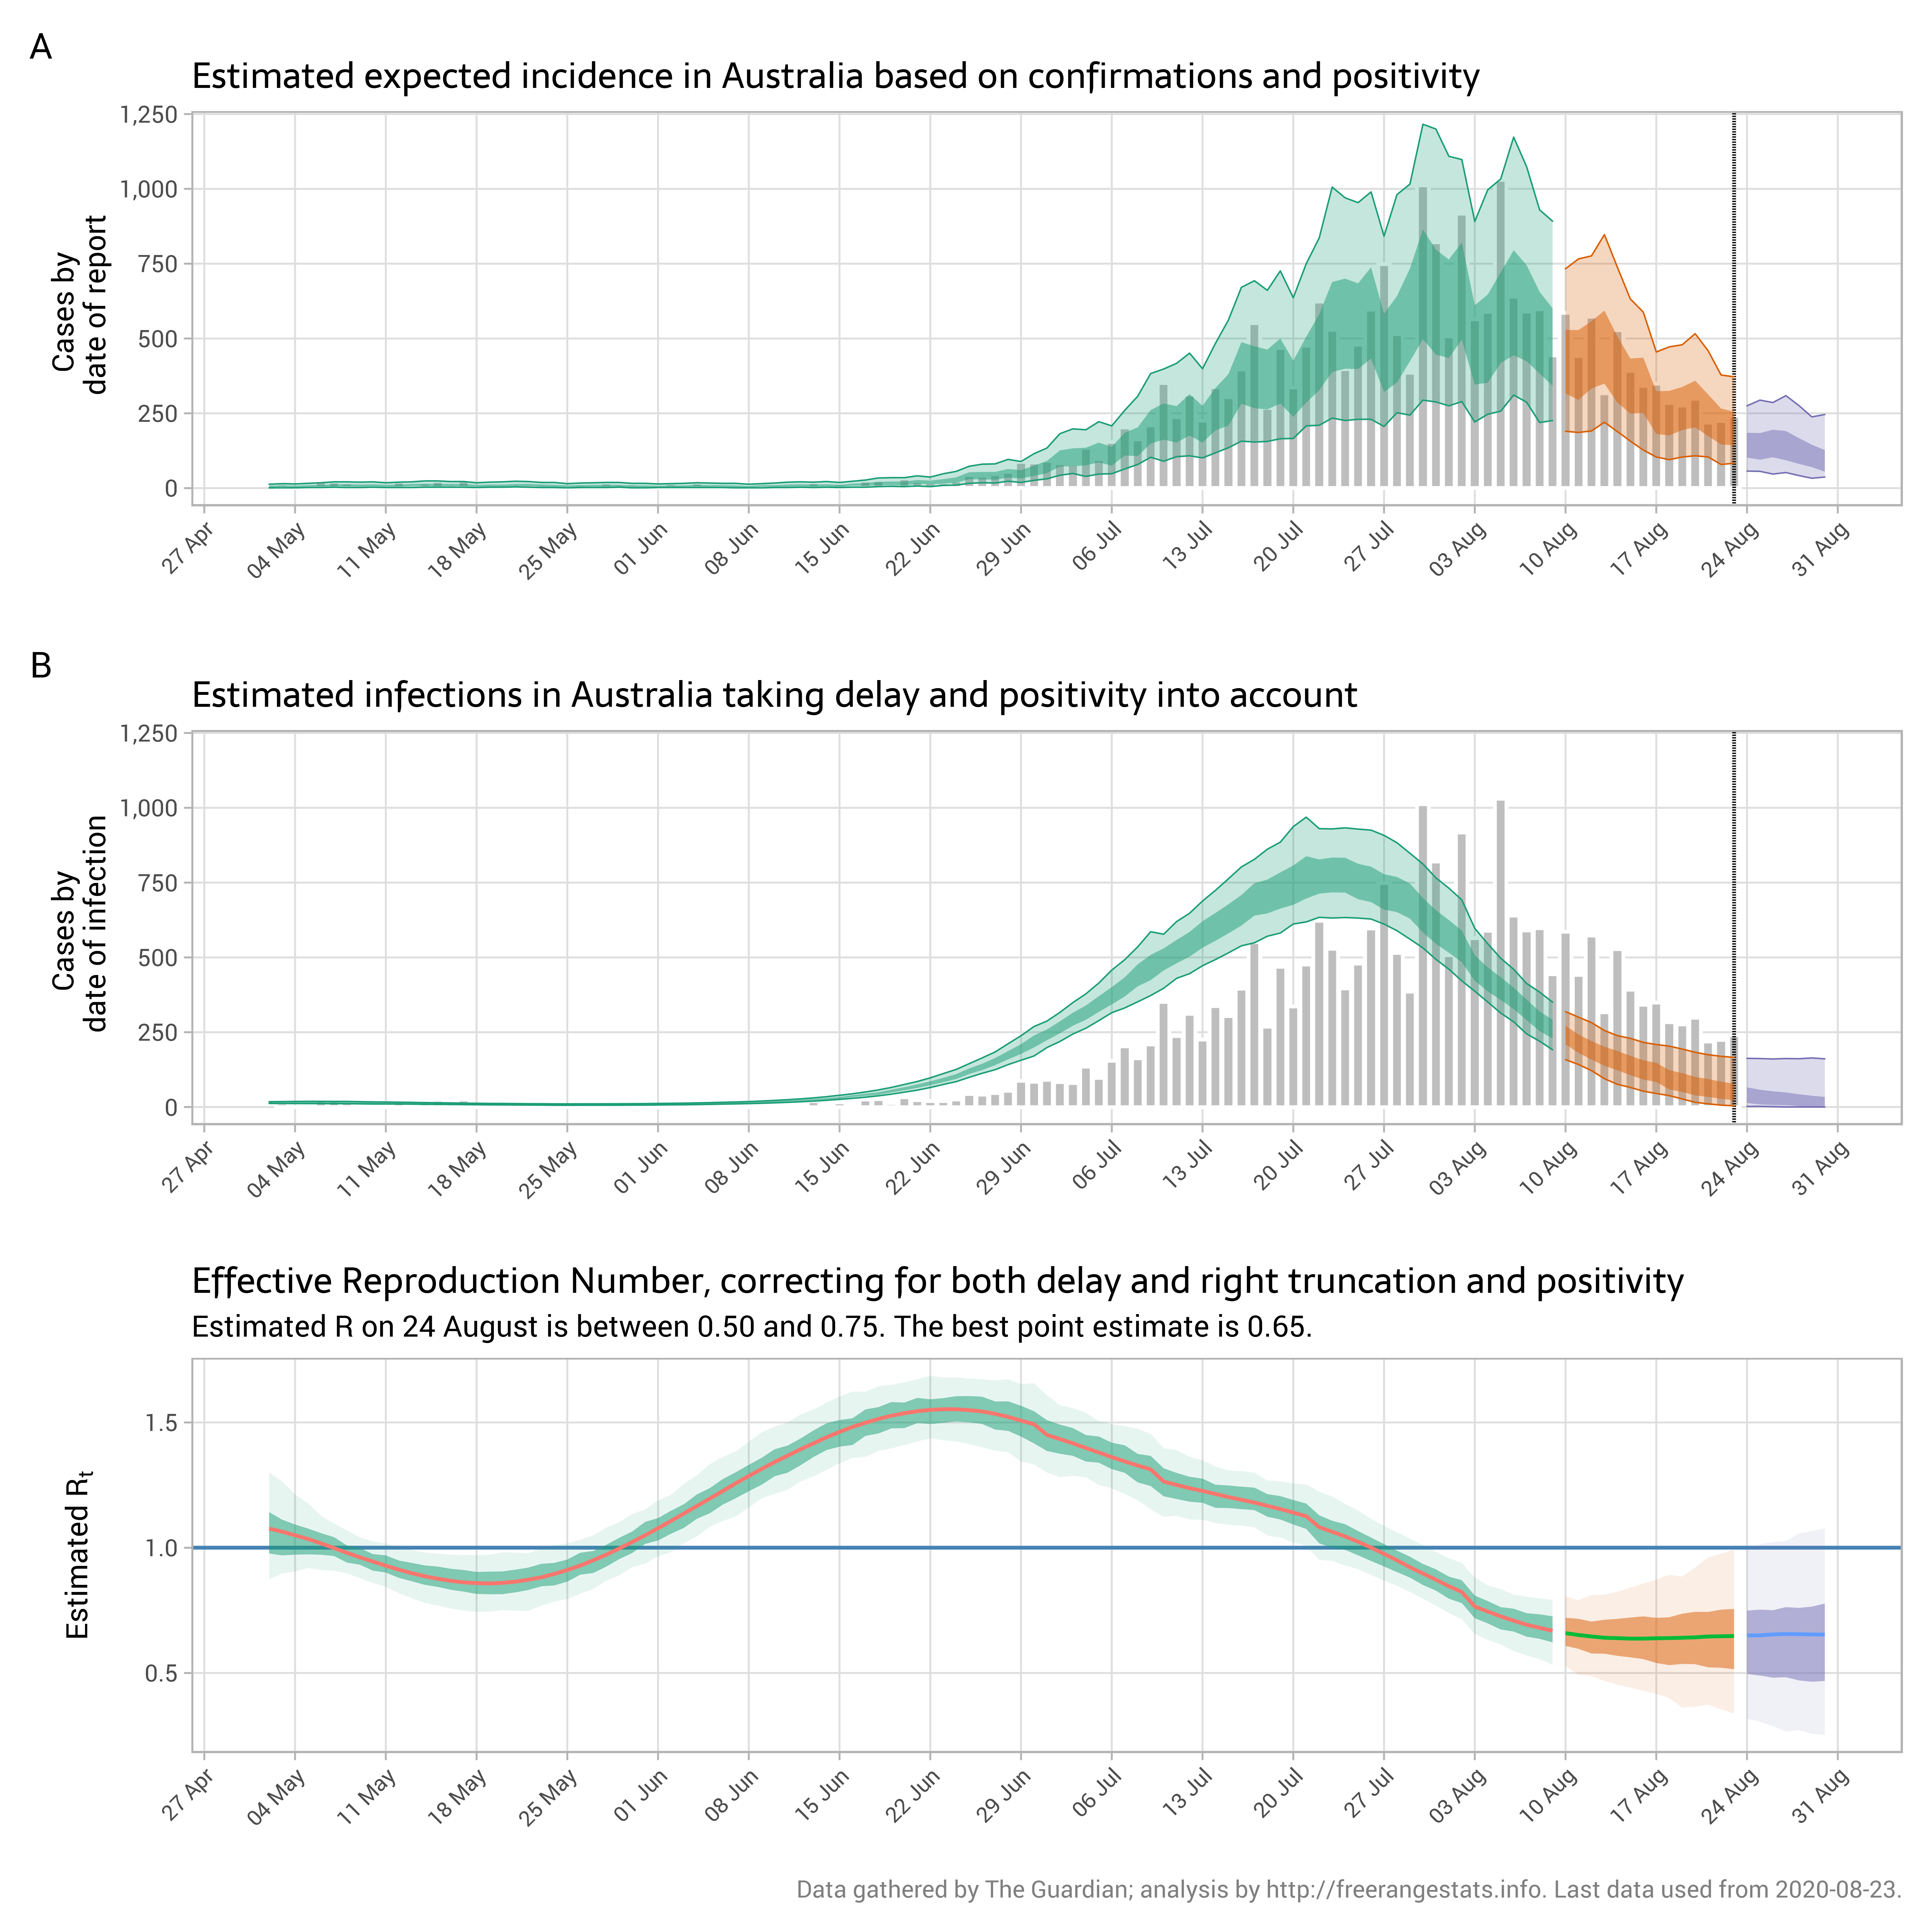 A
Estimated expected incidence in Australia based on confirmations and positivity
1,250
1,000
750
500
250
0
Cases by
date of report
27 Apr
04 May
11 May
18 May
25 May
01 Jun
08 Jun
15 Jun
22 Jun
29 Jun
06 Jul
13 Jul
20 Jul
27 Jul
03 Aug
10 Aug
17 Aug
24 Aug
31 Aug
B
Estimated infections in Australia taking delay and positivity into account
1,250
1,000
750
500
250
0
Cases by
date of infection
27 Apr
04 May
11 May
18 May
25 May
01 Jun
08 Jun
15 Jun
22 Jun
29 Jun
06 Jul
13 Jul
20 Jul
27 Jul
03 Aug
10 Aug
17 Aug
24 Aug
31 Aug
Effective Reproduction Number, correcting for both delay and right truncation and positivity
Estimated R on 24 August is between 0.50 and 0.75. The best point estimate is 0.65.
1.5
1.0
0.5
Estimated Rt
27 Apr
04 May
11 May
18 May
25 May
01 Jun
08 Jun
15 Jun
22 Jun
29 Jun
06 Jul
13 Jul
20 Jul
27 Jul
03 Aug
10 Aug
17 Aug
24 Aug
31 Aug
Data gathered by The Guardian; analysis by http://freerangestats.info. Last data used from 2020-08-23.